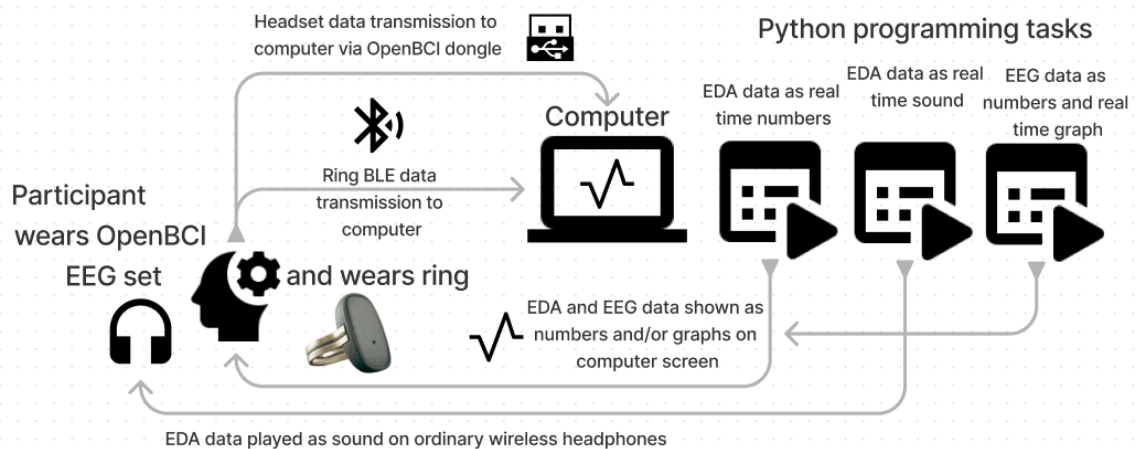 Headset data transmission to
computer via OpenBCI dongle
Python programming tasks
EDA data as real
time numbers
EDA data as real
time sound
EEG data as
numbers and real
time graph
Computer
Ring BLE data
transmission to
computer
Participant
wears OpenBCI
EEG set
and wears ring
EDA and EEG data shown as
numbers and/or graphs on
computer screen
EDA data played as sound on ordinary wireless headphones